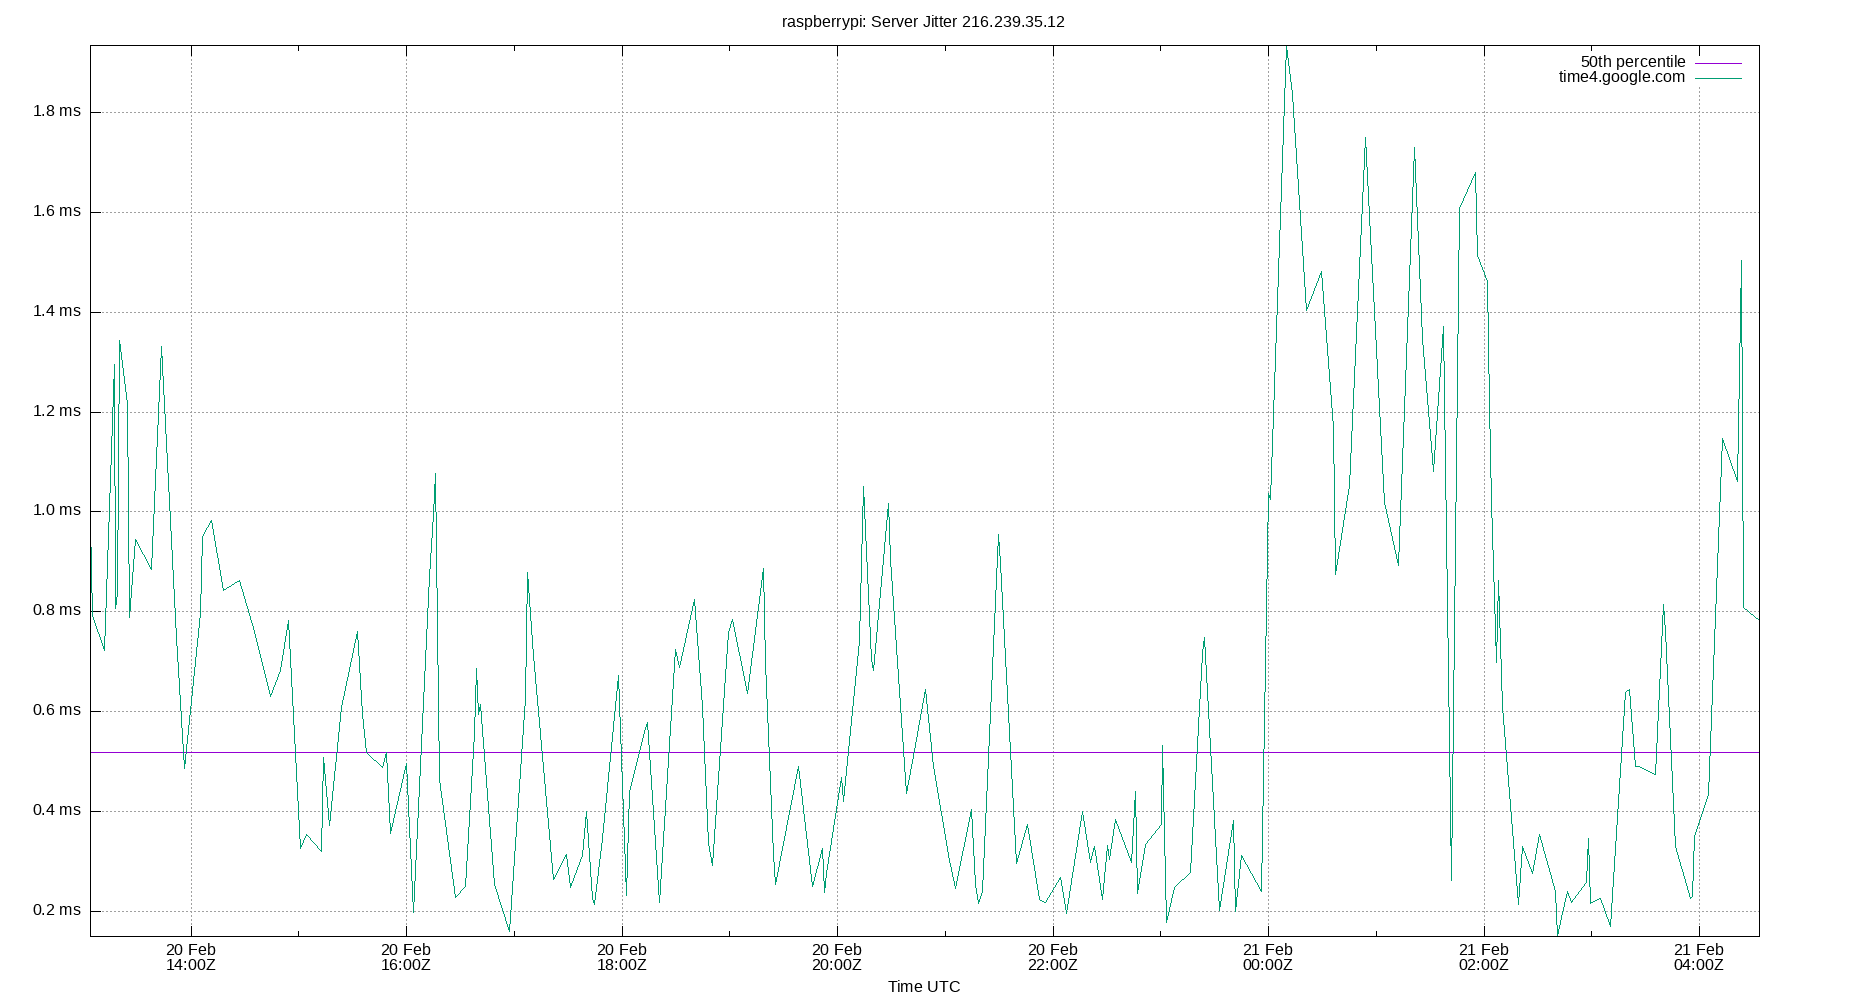 raspberrypi: Server Jitter 216.239.35.12
50th percentile
time4.google.com
1.8 ms
1.6 ms
1.4 ms
1.2 ms
1.0 ms
0.8 ms
0.6 ms
0.4 ms
0.2 ms
20 Feb 20 Feb 20 Feb 20 Feb 20 Feb 21 Feb 21 Feb 21 Feb
14:00Z 16:00Z 18:00Z 20:00Z 22:00Z 00:00Z 02:00Z 04:00Z
Time UTC